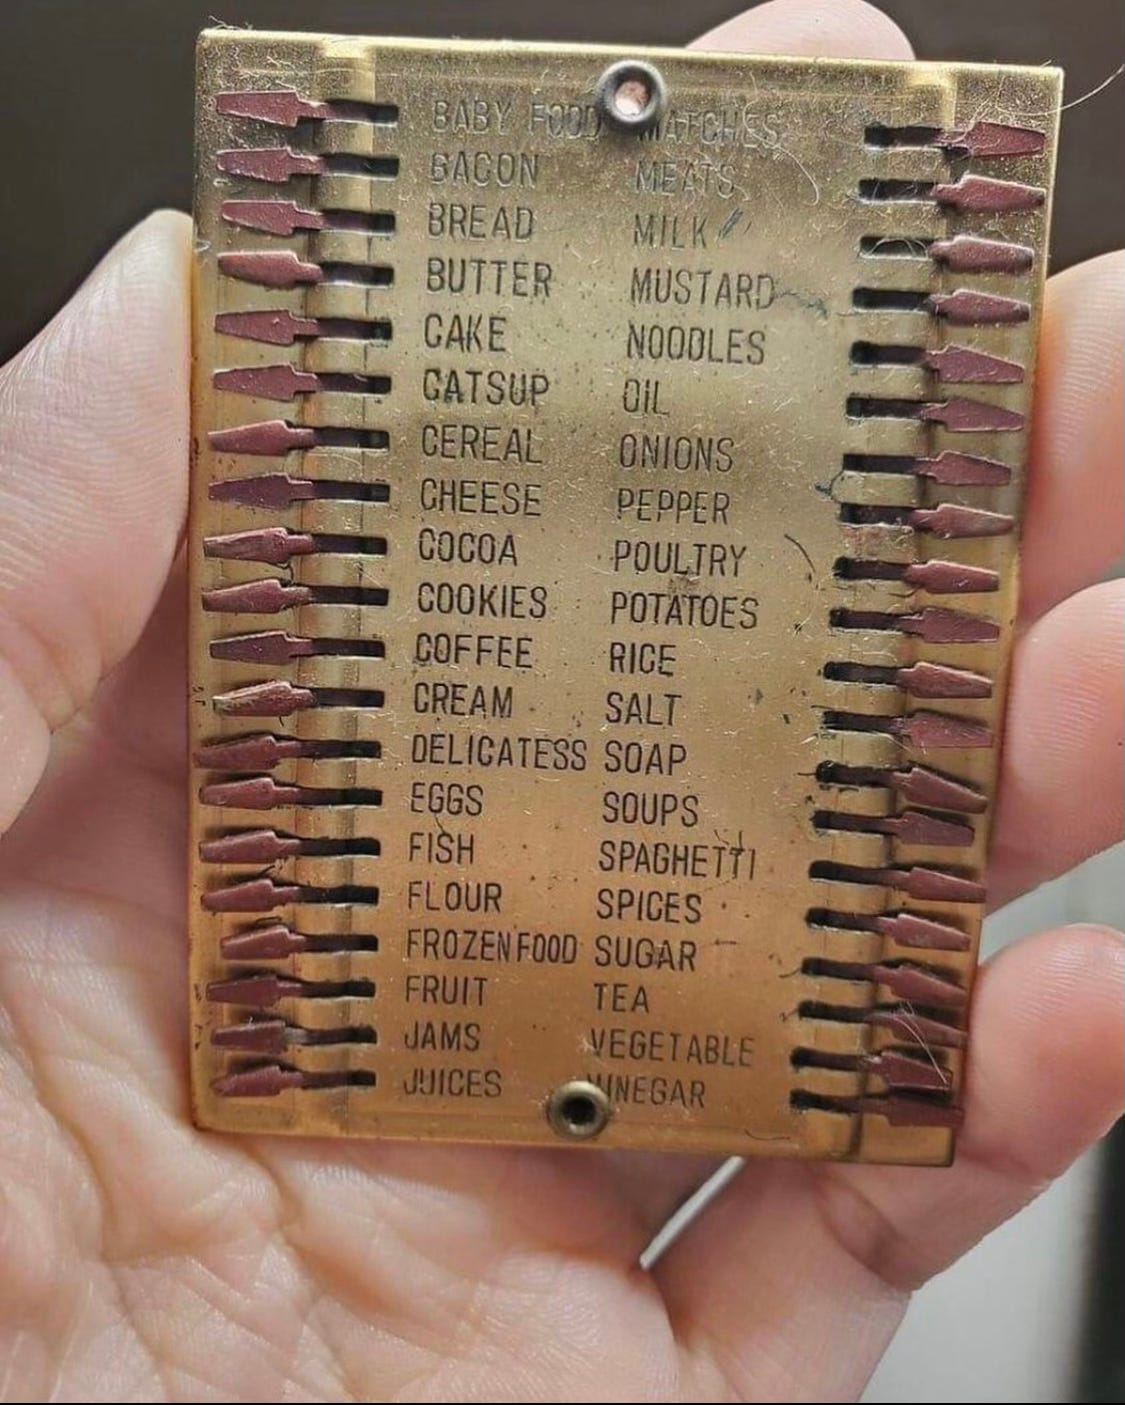 BABY FOOD MATCHES
BACON MEATS
BREAD MILK
BUTTER MUSTARD
CAKE NOODLES
CATSUP OIL
CEREAL ONIONS
CHEESE PEPPER
COCOA POULTRY
COOKIES POTATOES
COFFEE RICE
CREAM SALT
DELICATESS SOAP
EGGS SOUPS
FISH SPAGHETTI
FLOUR SPICES
FROZEN FOOD SUGAR
FRUIT TEA
JAMS VEGETABLE
JUICES VINEGAR